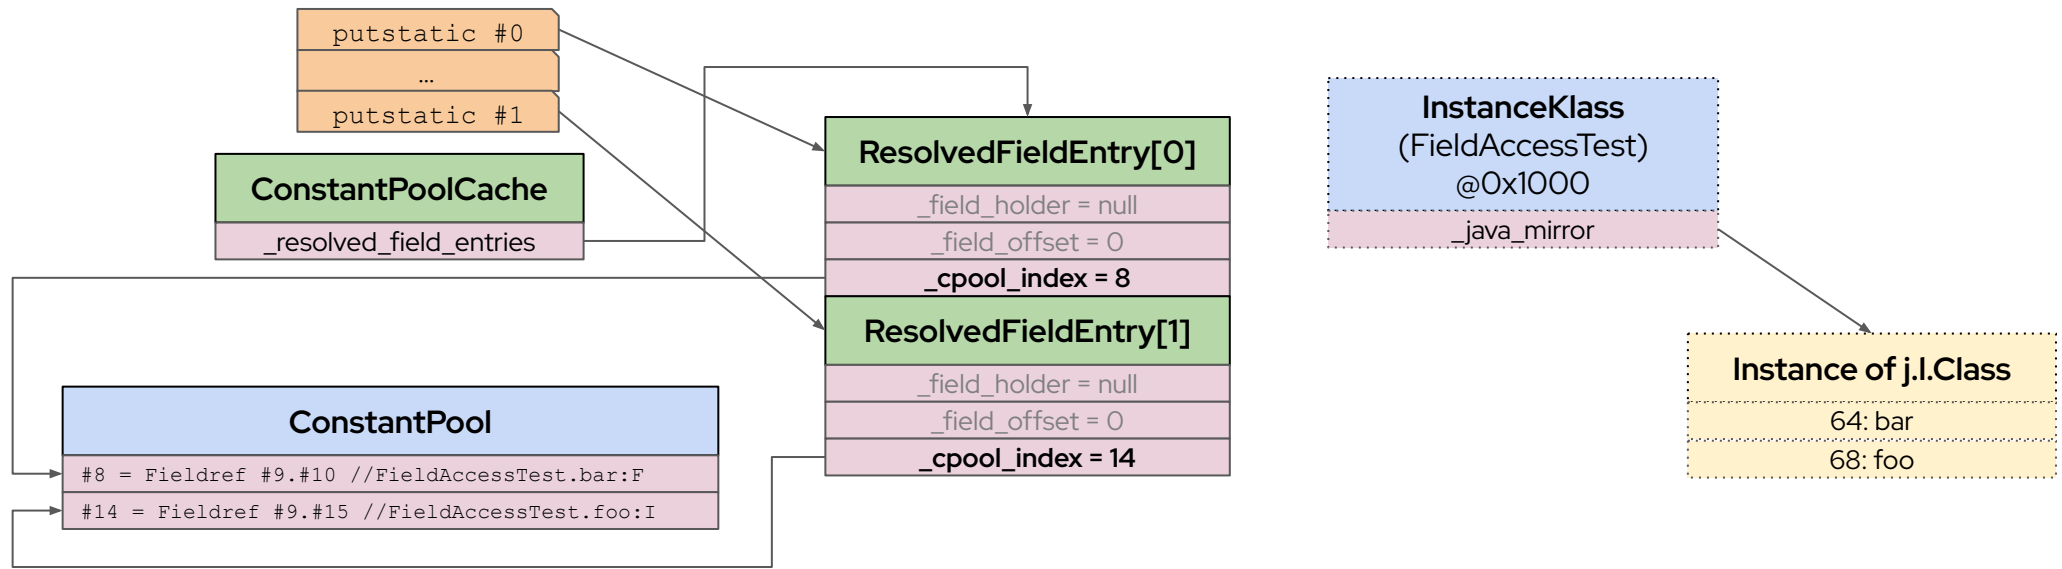 putstatic #0
…
putstatic #1
ConstantPoolCache
_resolved_field_entries
ResolvedFieldEntry[0]
_field_holder = null
_field_offset = 0
_cpool_index = 8
ResolvedFieldEntry[1]
_field_holder = null
_field_offset = 0
_cpool_index = 14
ConstantPool
#8 = Fieldref #9.#10 //FieldAccessTest.bar:F
#14 = Fieldref #9.#15 //FieldAccessTest.foo:I
InstanceKlass
(FieldAccessTest)
@0x1000
_java_mirror
Instance of j.l.Class
64: bar
68: foo